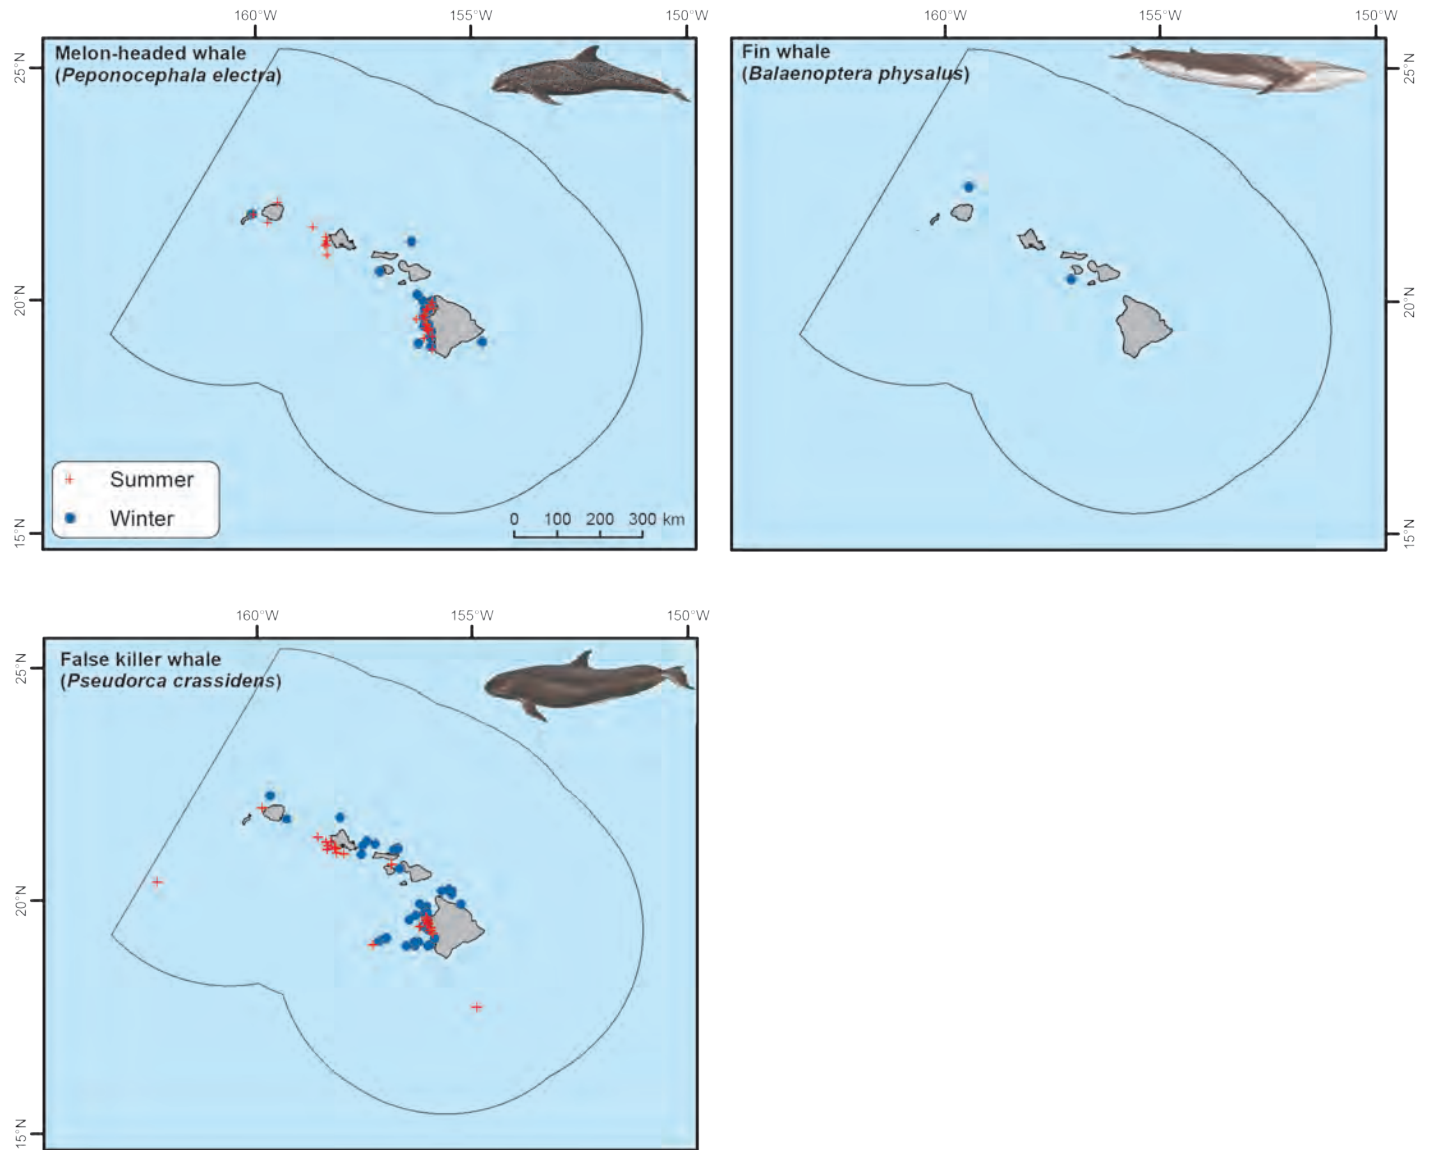 160°W 155°W 150°W 160°W 155°W 150°W
Melon-headed whale
(Peponocephala electra)
25°N
20°N
15°N
Summer
Winter
0 100 200 300 km
Fin whale
(Balaenoptera physalus)
25°N
20°N
15°N
160°W 155°W 150°W
False killer whale
(Pseudorca crassidens)
25°N
20°N
15°N